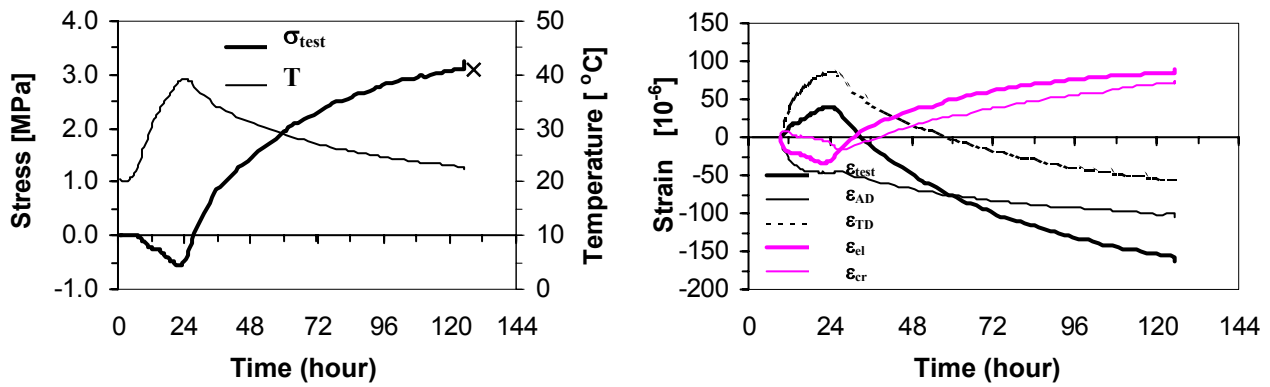 Stress [MPa]
4.0
3.0
2.0
1.0
0.0
-1.0
σtest
T
50
40
30
20
10
0
Temperature [ °C]
0 24 48 72 96 120 144
Time (hour)
Strain [10-6]
150
100
50
0
-50
-100
-150
-200
εtest
εAD
εTD
εel
εcr
0 24 48 72 96 120 144
Time (hour)